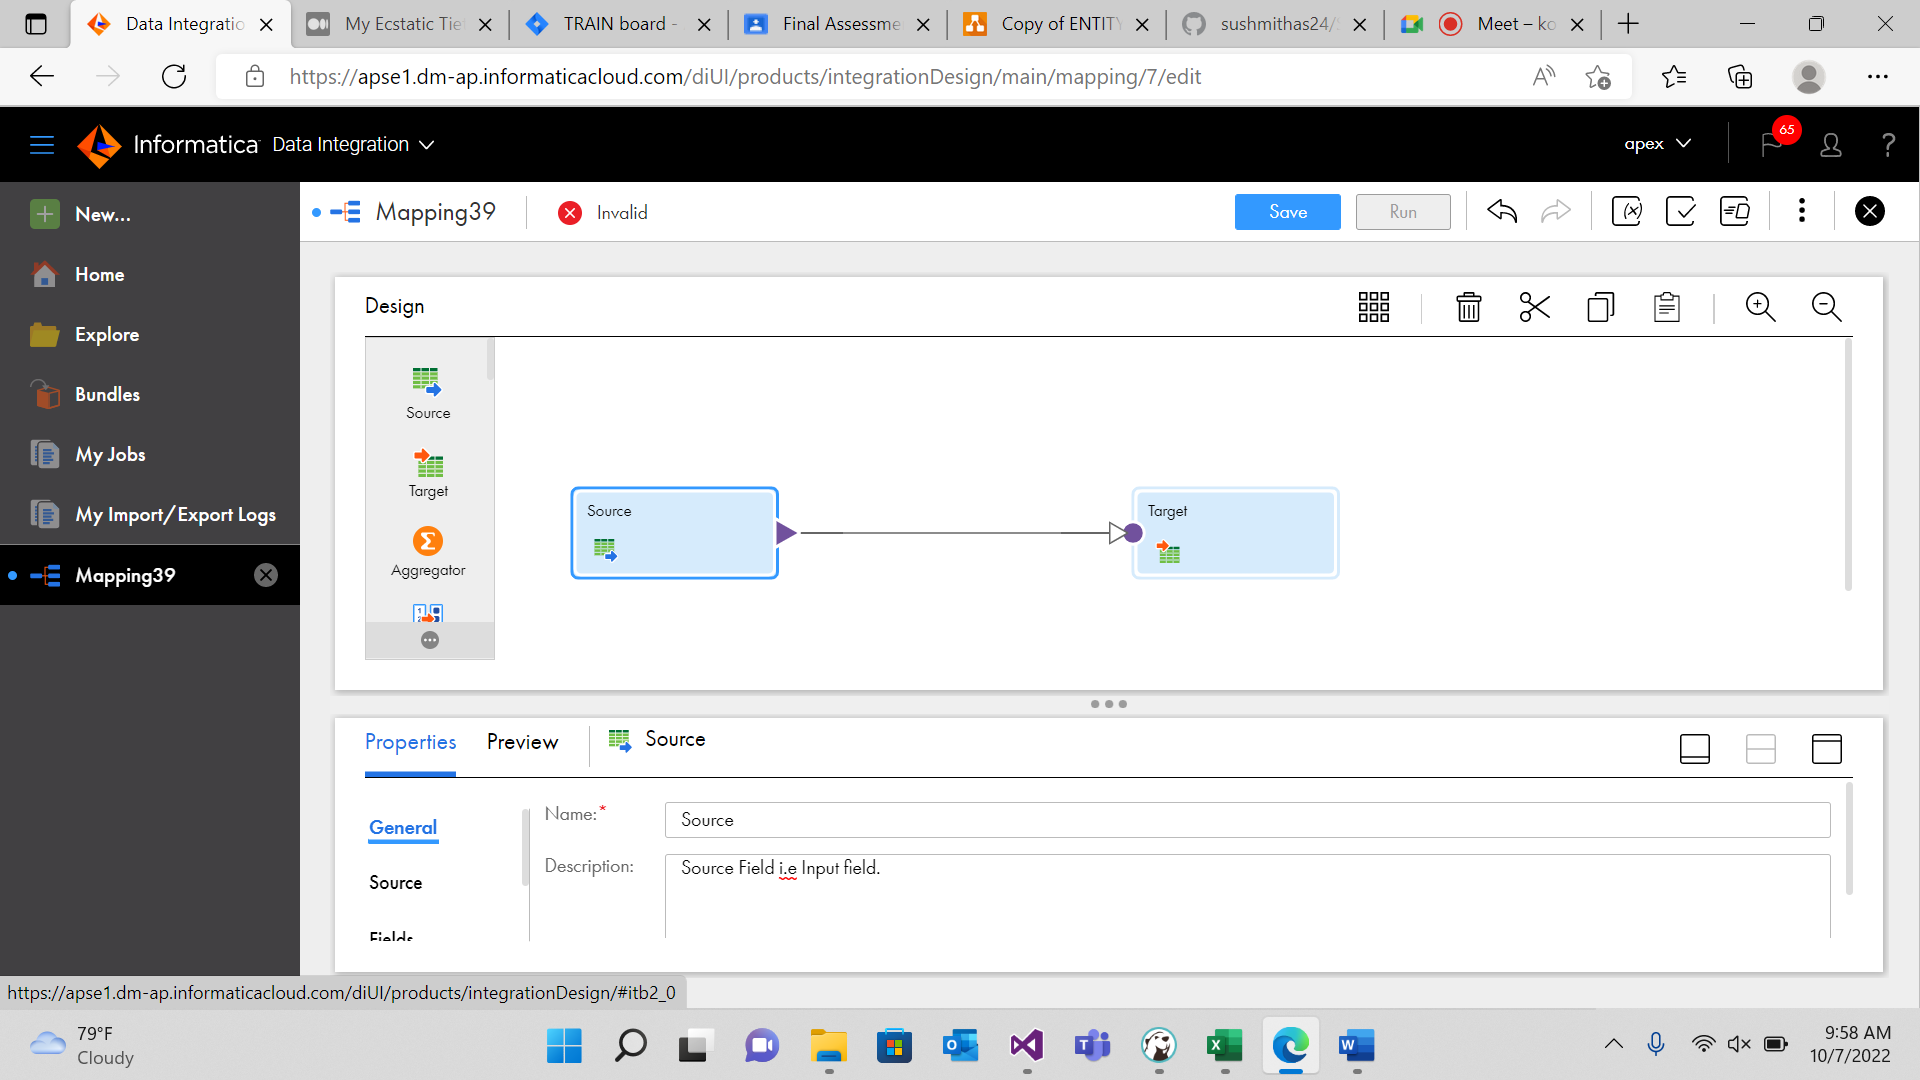 Data Integratio
My Ecstatic Tie
TRAIN board -
Final Assessme
Copy of ENTITY
sushmithas24/
Meet – ko
https://apse1.dm-ap.informaticacloud.com/diUI/products/integrationDesign/main/mapping/7/edit
Informatica Data Integration
apex
65
?
New...
Home
Explore
Bundles
My Jobs
My Import/Export Logs
Mapping39
Mapping39
Invalid
Save
Run
Design
Source
Target
Aggregator
Source
Target
Properties
Preview
Source
General
Source
Fields
Name:*
Source
Description:
Source Field i.e Input field.
https://apse1.dm-ap.informaticacloud.com/diUI/products/integrationDesign/#itb2_0
79°F
Cloudy
9:58 AM
10/7/2022